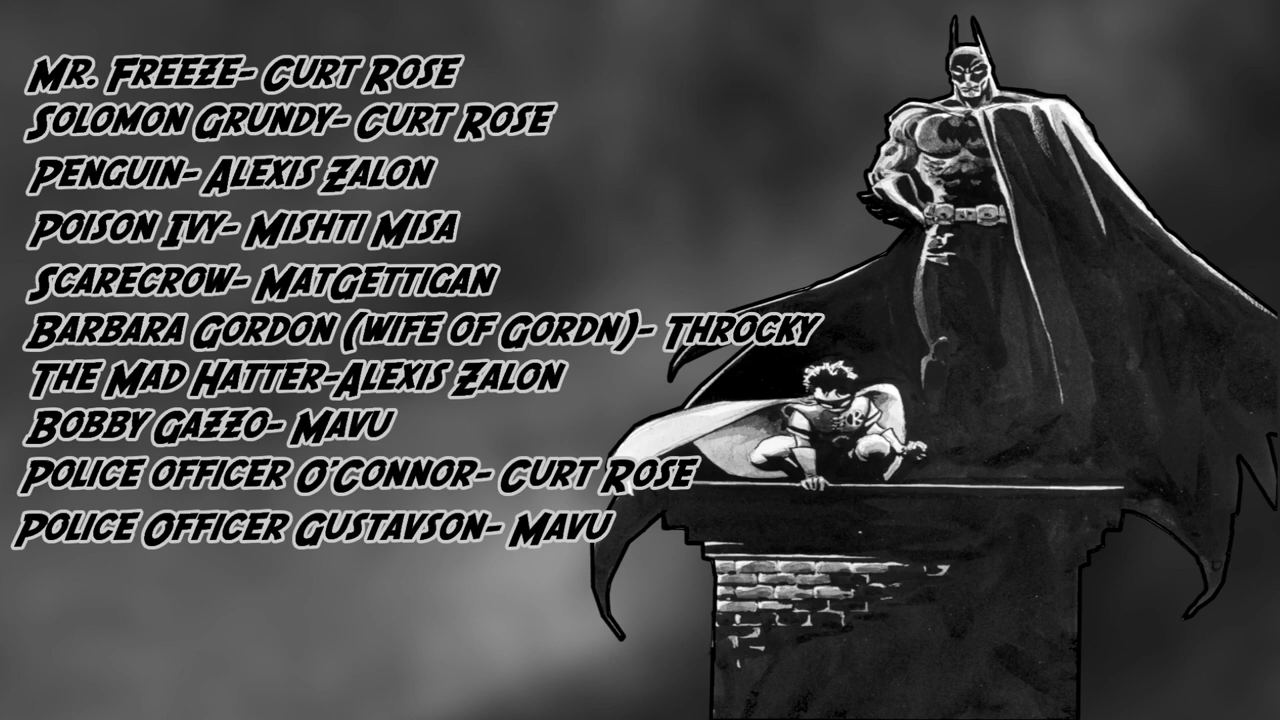 Mr. Freeze- Curt Rose
Solomon Grundy- Curt Rose
Penguin- Alexis Zalon
Poison Ivy- Mishti Misa
Scarecrow- MatGettigan
Barbara Gordon (wife of Gordn)- Throcky
The Mad Hatter-Alexis Zalon
Bobby Gazzo- Mavu
Police officer O'Connor- Curt Rose
Police Officer Gustavson- Mavu